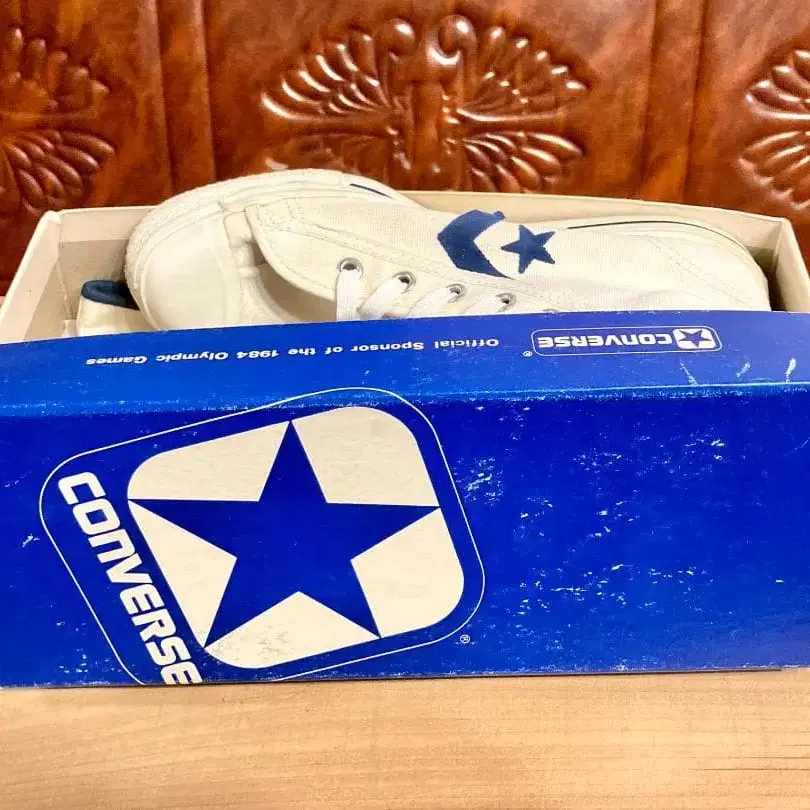 Official Sponsor of the 1984 Olympic Games
CONVERSE ®
CONVERSE ®